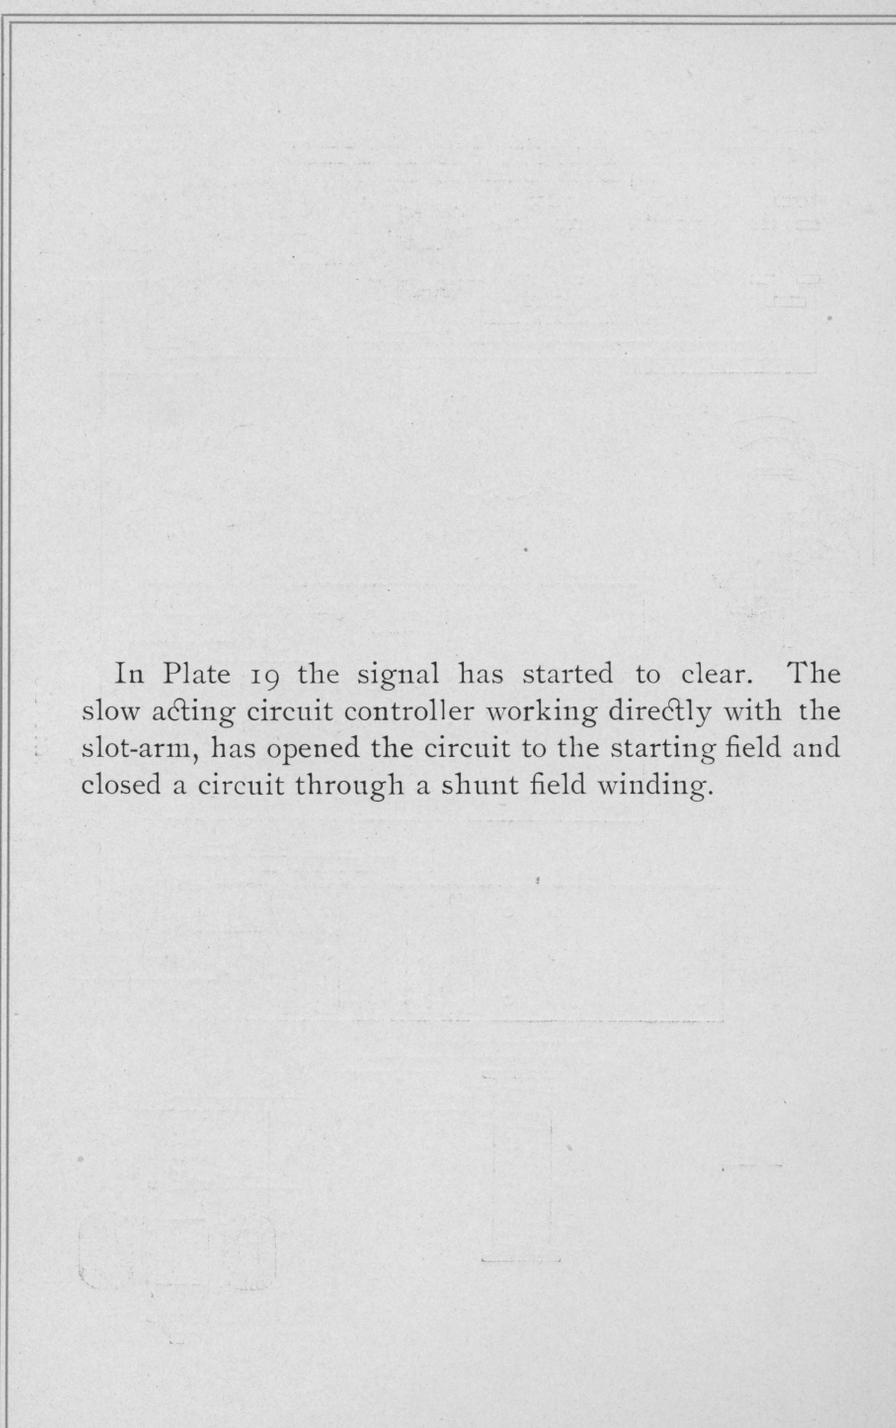 In Plate 19 the signal has started to clear. The
slow acting circuit controller working directly with the
slot-arm, has opened the circuit to the starting field and
closed a circuit through a shunt field winding.